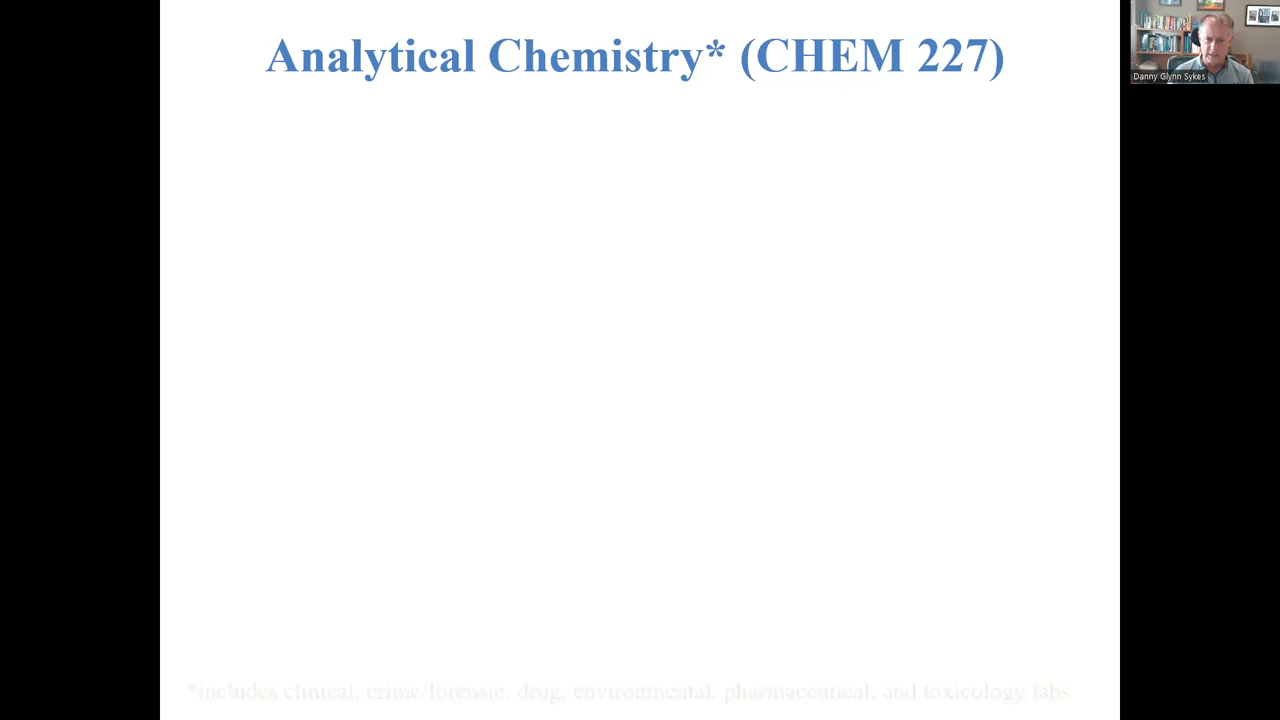 Analytical Chemistry* (CHEM 227)
Danny Glynn Sykes
*includes clinical, crime/forensic, drug, environmental, pharmaceutical, and toxicology labs